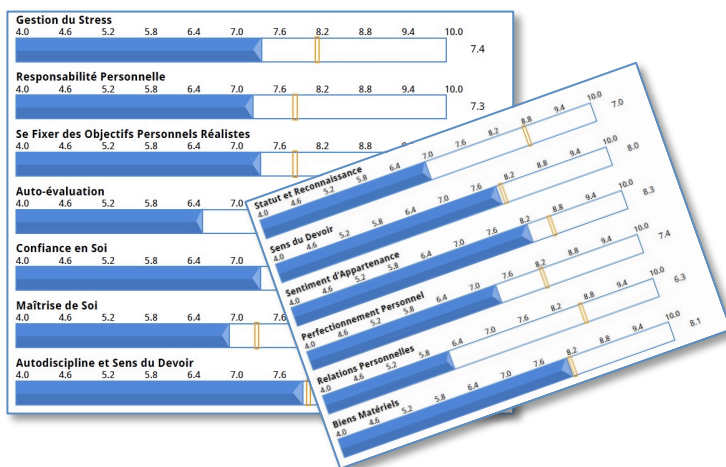 Gestion du Stress
4.0 4.6 5.2 5.8 6.4 7.0 7.6 8.2 8.8 9.4 10.0
7.4
Responsabilité Personnelle
4.0 4.6 5.2 5.8 6.4 7.0 7.6 8.2 8.8 9.4 10.0
7.3
Se Fixer des Objectifs Personnels Réalistes
4.0 4.6 5.2 5.8 6.4 7.0 7.6 8.2
Auto-évaluation
4.0 4.6 5.2 5.8 6.4 7.0
Confiance en Soi
4.0 4.6 5.2 5.8 6.4 7.0
Maîtrise de Soi
4.0 4.6 5.2 5.8 6.4 7.0 7.6
Autodiscipline et Sens du Devoir
4.0 4.6 5.2 5.8 6.4 7.0 7.6
Statut et Reconnaissance
4.0 4.6 5.2 5.8 6.4 7.0 7.6 8.2 8.8 9.4 10.0
7.0
Sens du Devoir
4.0 4.6 5.2 5.8 6.4 7.0 7.6 8.2 8.8 9.4 10.0
8.0
Sentiment d'Appartenance
4.0 4.6 5.2 5.8 6.4 7.0 7.6 8.2 8.8 9.4 10.0
8.3
Perfectionnement Personnel
4.0 4.6 5.2 5.8 6.4 7.0 7.6 8.2 8.8 9.4 10.0
7.4
Relations Personnelles
4.0 4.6 5.2 5.8 6.4 7.0 7.6 8.2 8.8 9.4 10.0
6.3
Biens Matériels
4.0 4.6 5.2 5.8 6.4 7.0 7.6 8.2 8.8 9.4 10.0
8.1